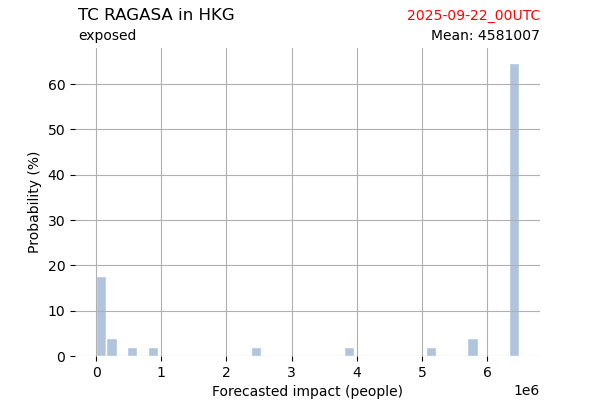 TC RAGASA in HKG
2025-09-22_00UTC
exposed
Mean: 4581007
Probability (%)
60
50
40
30
20
10
0
0 1 2 3 4 5 6
1e6
Forecasted impact (people)